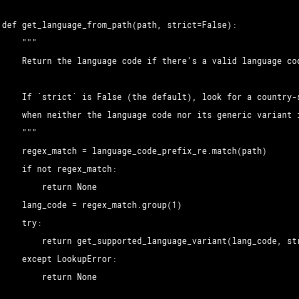 def get_language_from_path(path, strict=False):
"""
Return the language code if there's a valid language
If `strict` is False (the default), look for a country-
when neither the language code nor its generic variant
"""
regex_match = language_code_prefix_re.match(path)
if not regex_match:
return None
lang_code = regex_match.group(1)
try:
return get_supported_language_variant(lang_code,
except LookupError:
return None